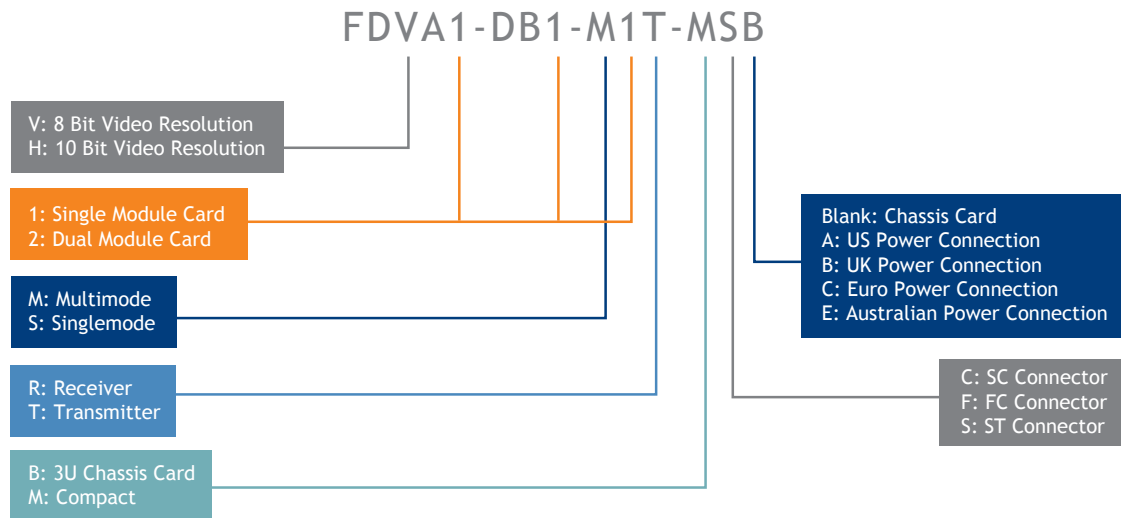 FDVA1-DB1-M1T-MSB
V: 8 Bit Video Resolution
H: 10 Bit Video Resolution
1: Single Module Card
2: Dual Module Card
M: Multimode
S: Singlemode
R: Receiver
T: Transmitter
B: 3U Chassis Card
M: Compact
Blank: Chassis Card
A: US Power Connection
B: UK Power Connection
C: Euro Power Connection
E: Australian Power Connection
C: SC Connector
F: FC Connector
S: ST Connector